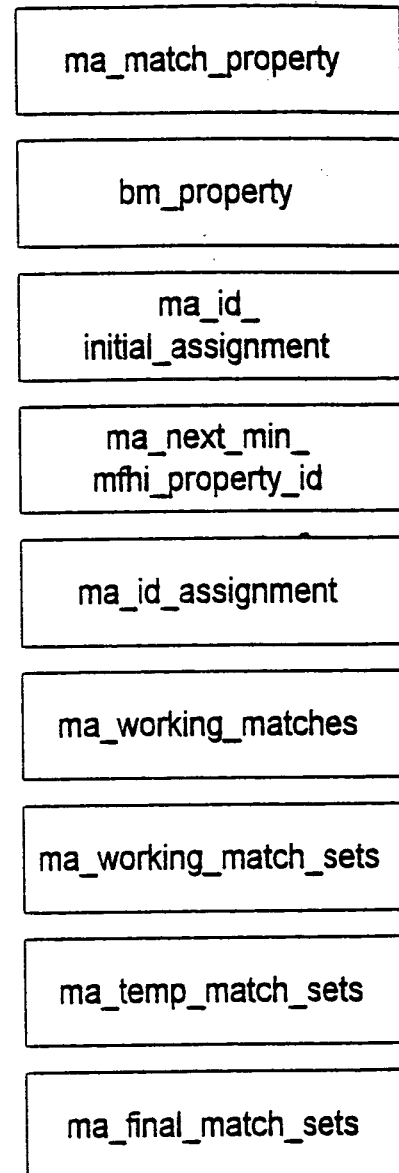 ma_match_property
bm_property
ma_id_
initial_assignment
ma_next_min_
mfhi_property_id
ma_id_assignment
ma_working_matches
ma_working_match_sets
ma_temp_match_sets
ma_final_match_sets